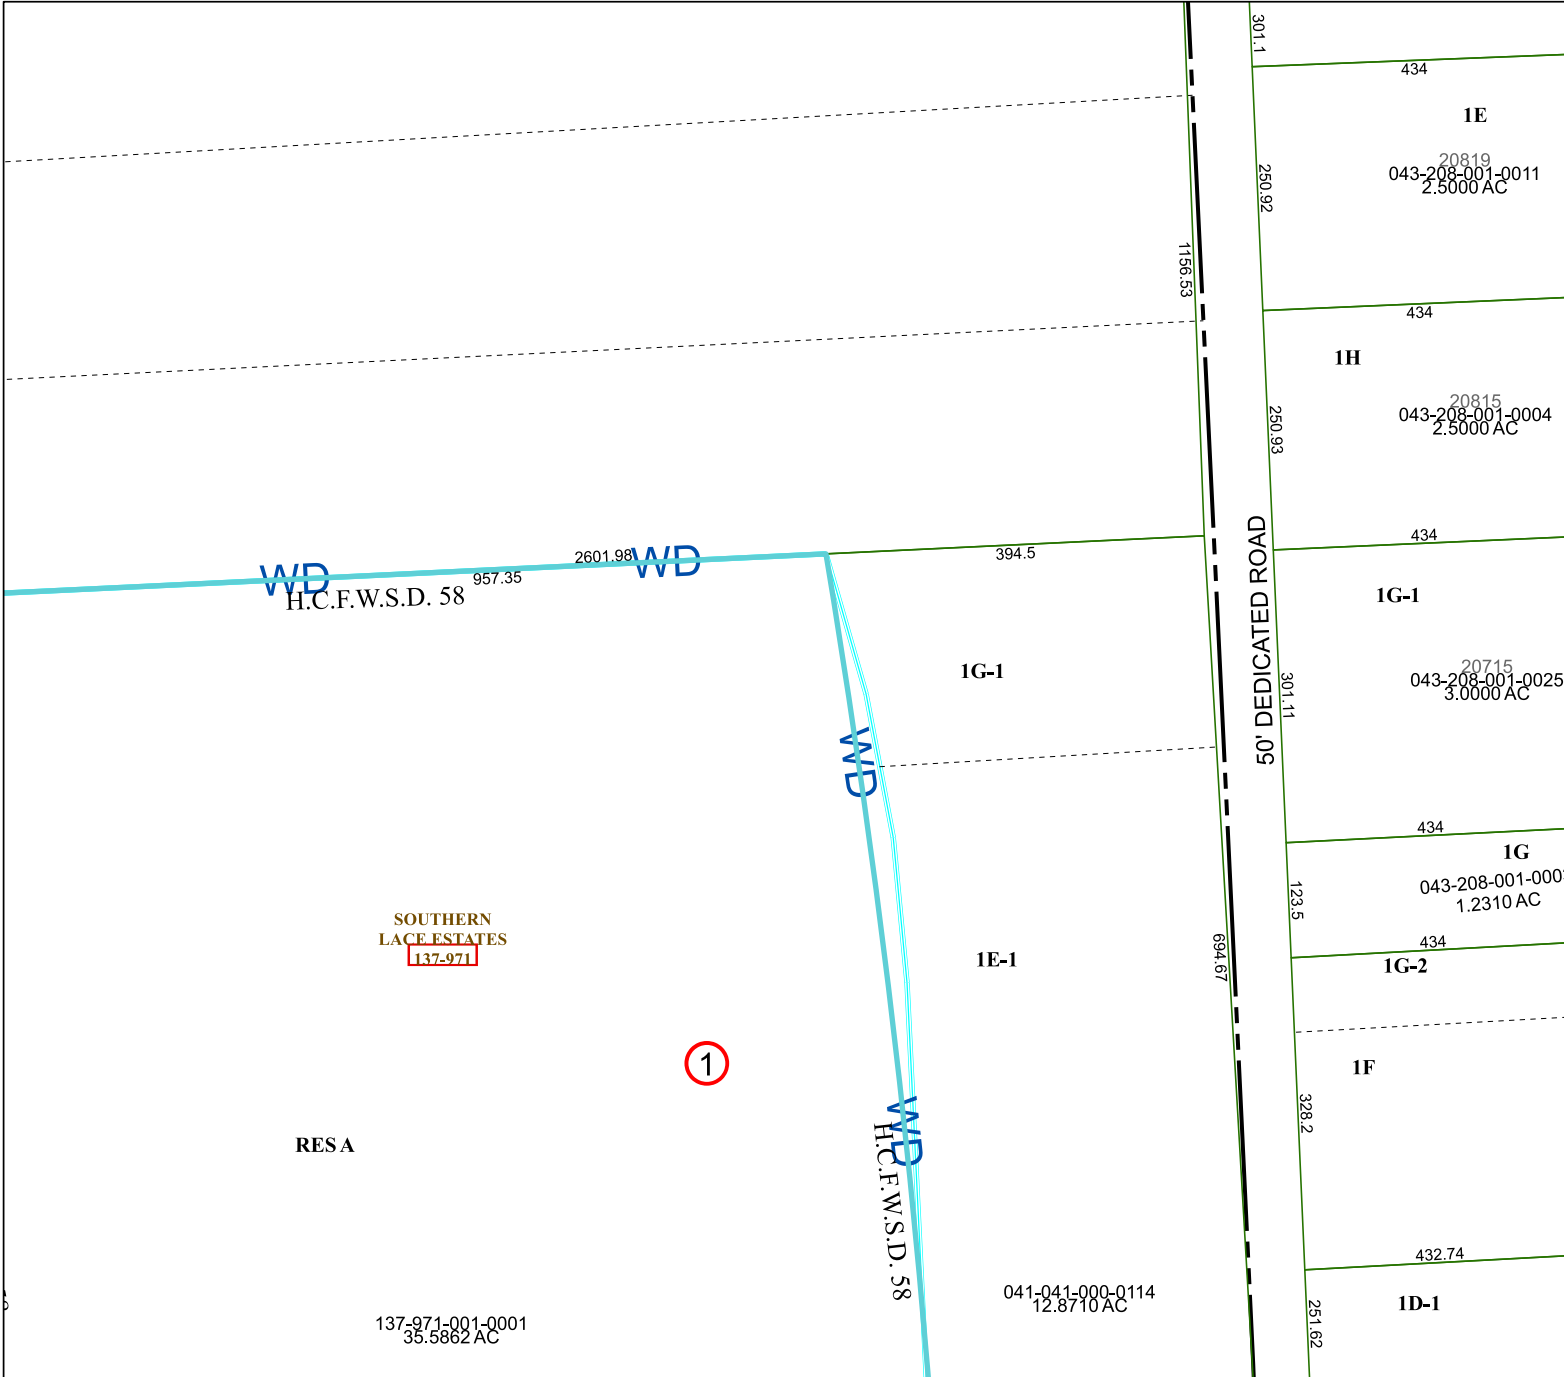 301.1
434
1E
20819
043-208-001-0011
2.5000 AC
250.92
1156.53
434
1H
20815
043-208-001-0004
2.5000 AC
250.93
50' DEDICATED ROAD
434
394.5
2601.98
957.35
WD
WD
H.C.F.W.S.D. 58
1G-1
20715
043-208-001-0025
3.0000 AC
301.11
1G-1
WD
434
1G
043-208-001-000
1.2310 AC
123.5
434
1G-2
694.67
1E-1
SOUTHERN
LACE ESTATES
137-971
1
1F
328.2
RES A
WD
H.C.F.W.S.D. 58
432.74
1D-1
251.62
041-041-000-0114
12.8710 AC
137-971-001-0001
35.5862 AC